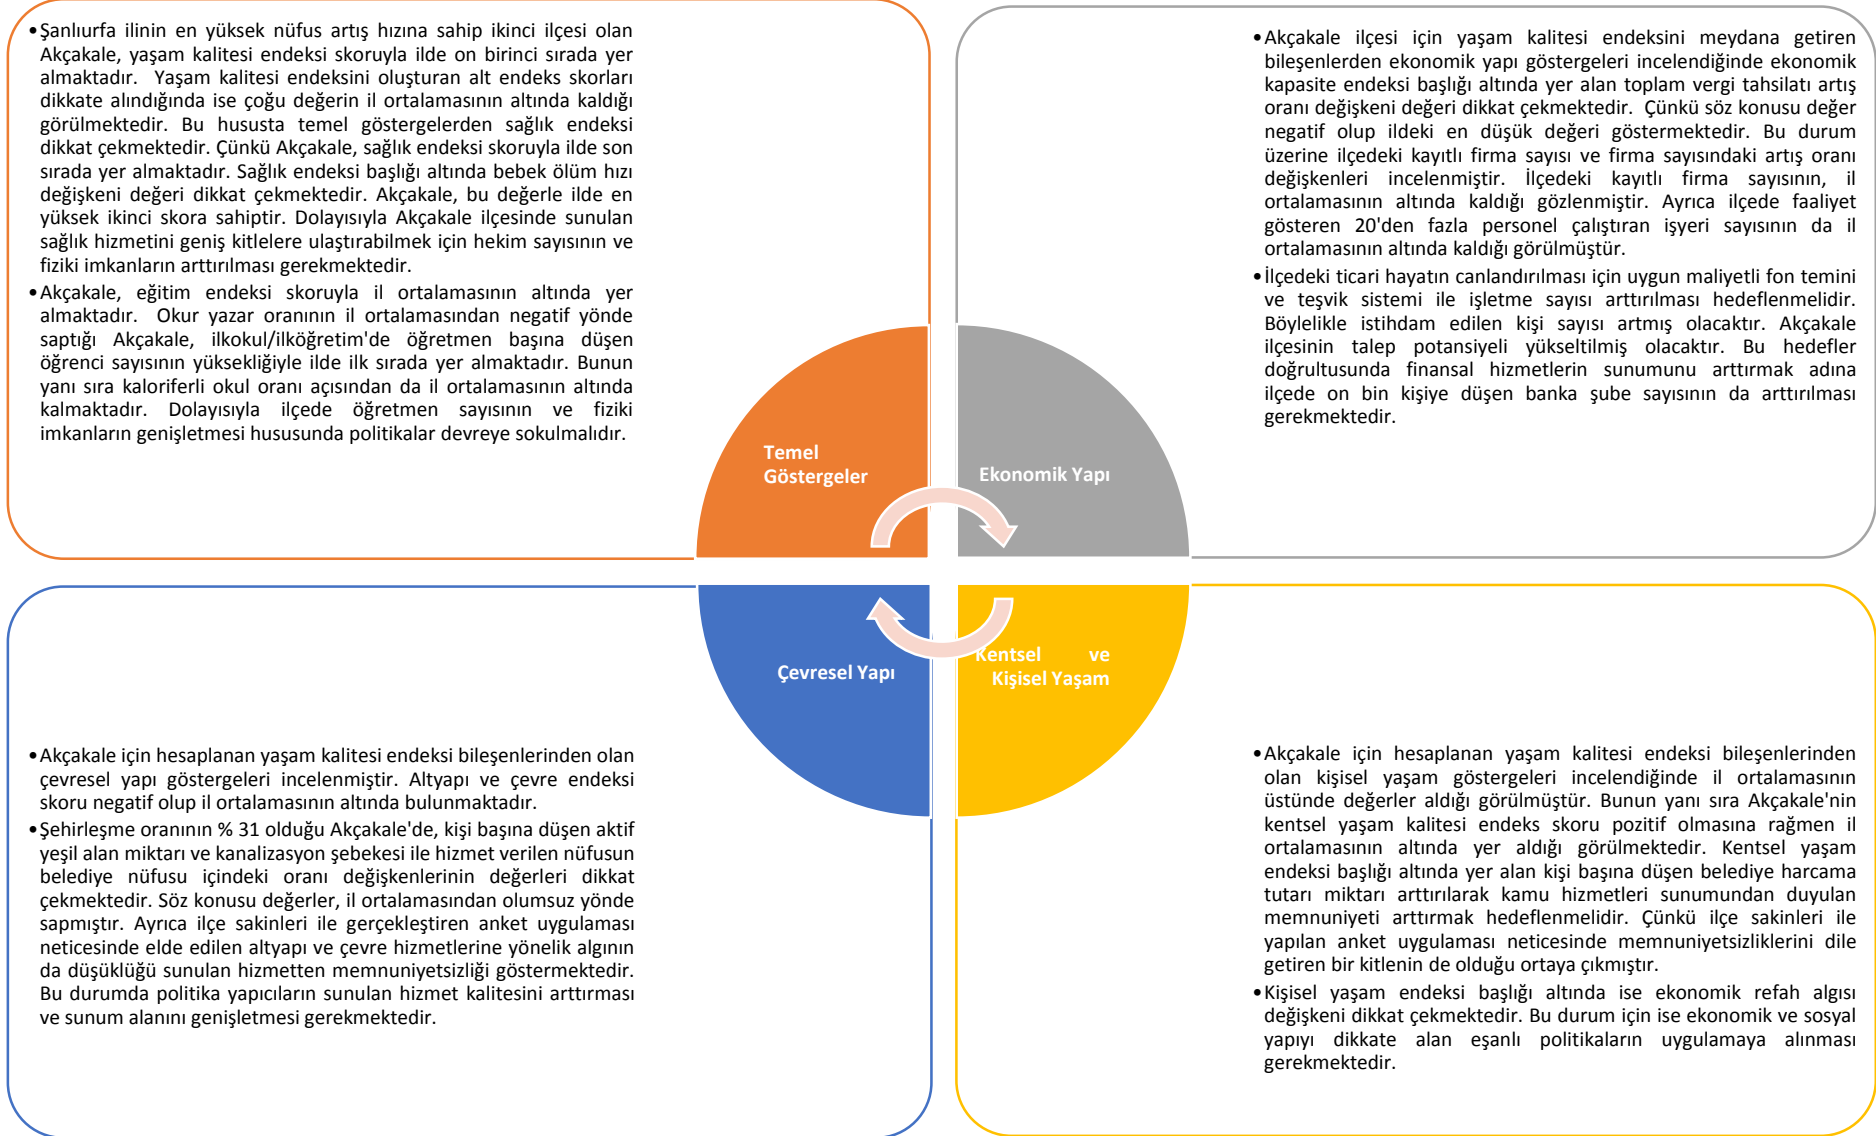 •Şanlıurfa ilinin en yüksek nüfus artış hızına sahip ikinci ilçesi olan
Akçakale, yaşam kalitesi endeksi skoruyla ilde on birinci sırada yer
almaktadır. Yaşam kalitesi endeksini oluşturan alt endeks skorları
dikkate alındığında ise çoğu değerin il ortalamasının altında kaldığı
görülmektedir. Bu hususta temel göstergelerden sağlık endeksi
dikkat çekmektedir. Çünkü Akçakale, sağlık endeksi skoruyla ilde son
sırada yer almaktadır. Sağlık endeksi başlığı altında bebek ölüm hızı
değişkeni değeri dikkat çekmektedir. Akçakale, bu değerle ilde en
yüksek ikinci skora sahiptir. Dolayısıyla Akçakale ilçesinde sunulan
sağlık hizmetini geniş kitlelere ulaştırabilmek için hekim sayısının ve
fiziki imkanların arttırılması gerekmektedir.
•Akçakale, eğitim endeksi skoruyla il ortalamasının altında yer
almaktadır. Okur yazar oranının il ortalamasından negatif yönde
saptığı Akçakale, ilkokul/ilköğretim'de öğretmen başına düşen
öğrenci sayısının yüksekliğiyle ilde ilk sırada yer almaktadır. Bunun
yanı sıra kaloriferli okul oranı açısından da il ortalamasının altında
kalmaktadır. Dolayısıyla ilçede öğretmen sayısının ve fiziki
imkanların genişletmesi hususunda politikalar devreye sokulmalıdır.
Temel
Göstergeler
•Akçakale ilçesi için yaşam kalitesi endeksini meydana getiren
bileşenlerden ekonomik yapı göstergeleri incelendiğinde ekonomik
kapasite endeksi başlığı altında yer alan toplam vergi tahsilatı artış
oranı değişkeni değeri dikkat çekmektedir. Çünkü söz konusu değer
negatif olup ildeki en düşük değeri göstermektedir. Bu durum
üzerine ilçedeki kayıtlı firma sayısı ve firma sayısındaki artış oranı
değişkenleri incelenmiştir. İlçedeki kayıtlı firma sayısının, il
ortalamasının altında kaldığı gözlenmiştir. Ayrıca ilçede faaliyet
gösteren 20'den fazla personel çalıştıran işyeri sayısının da il
ortalamasının altında kaldığı görülmüştür.
•İlçedeki ticari hayatın canlandırılması için uygun maliyetli fon temini
ve teşvik sistemi ile işletme sayısı arttırılması hedeflenmelidir.
Böylelikle istihdam edilen kişi sayısı artmış olacaktır. Akçakale
ilçesinin talep potansiyeli yükseltilmiş olacaktır. Bu hedefler
doğrultusunda finansal hizmetlerin sunumunu arttırmak adına
ilçede on bin kişiye düşen banka şube sayısının da arttırılması
gerekmektedir.
Ekonomik Yapı
Çevresel Yapı
•Akçakale için hesaplanan yaşam kalitesi endeksi bileşenlerinden olan
çevresel yapı göstergeleri incelenmiştir. Altyapı ve çevre endeksi
skoru negatif olup il ortalamasının altında bulunmaktadır.
•Şehirleşme oranının % 31 olduğu Akçakale'de, kişi başına düşen aktif
yeşil alan miktarı ve kanalizasyon şebekesi ile hizmet verilen nüfusun
belediye nüfusu içindeki oranı değişkenlerinin değerleri dikkat
çekmektedir. Söz konusu değerler, il ortalamasından olumsuz yönde
sapmıştır. Ayrıca ilçe sakinleri ile gerçekleştiren anket uygulaması
neticesinde elde edilen altyapı ve çevre hizmetlerine yönelik algının
da düşüklüğü sunulan hizmetten memnuniyetsizliği göstermektedir.
Bu durumda politika yapıcıların sunulan hizmet kalitesini arttırması
ve sunum alanını genişletmesi gerekmektedir.
Kentsel ve
Kişisel Yaşam
•Akçakale için hesaplanan yaşam kalitesi endeksi bileşenlerinden
olan kişisel yaşam göstergeleri incelendiğinde il ortalamasının
üstünde değerler aldığı görülmüştür. Bunun yanı sıra Akçakale'nin
kentsel yaşam kalitesi endeks skoru pozitif olmasına rağmen il
ortalamasının altında yer aldığı görülmektedir. Kentsel yaşam
endeksi başlığı altında yer alan kişi başına düşen belediye harcama
tutarı miktarı arttırılarak kamu hizmetleri sunumundan duyulan
memnuniyeti arttırmak hedeflenmelidir. Çünkü ilçe sakinleri ile
yapılan anket uygulaması neticesinde memnuniyetsizliklerini dile
getiren bir kitlenin de olduğu ortaya çıkmıştır.
•Kişisel yaşam endeksi başlığı altında ise ekonomik refah algısı
değişkeni dikkat çekmektedir. Bu durum için ise ekonomik ve sosyal
yapıyı dikkate alan eşanlı politikaların uygulamaya alınması
gerekmektedir.